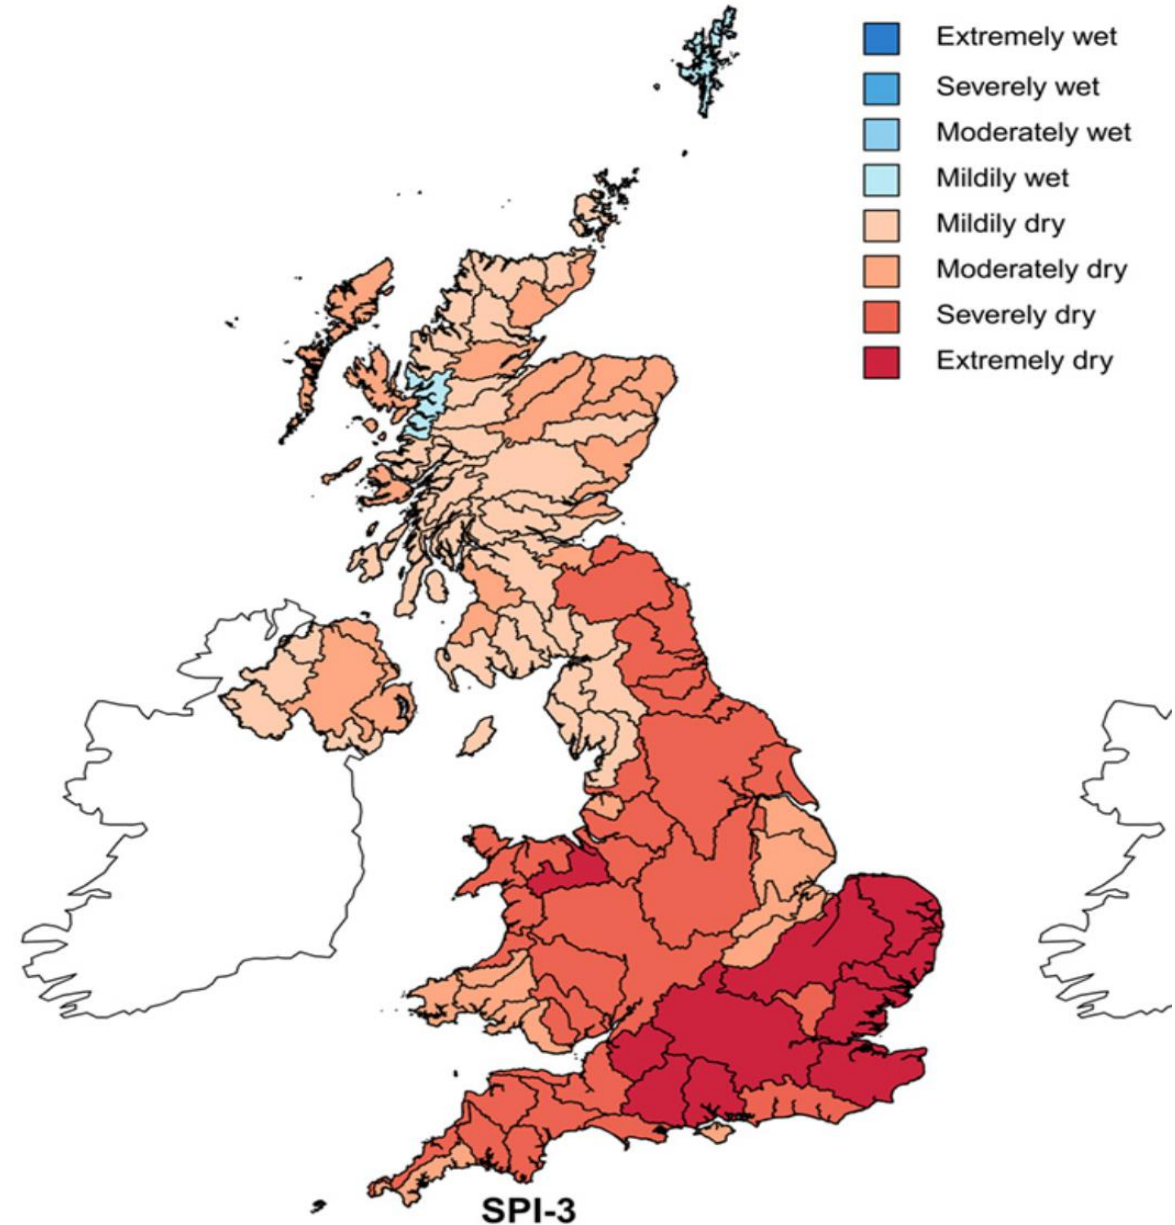 Extremely wet
Severely wet
Moderately wet
Mildily wet
Mildily dry
Moderately dry
Severely dry
Extremely dry
SPI-3